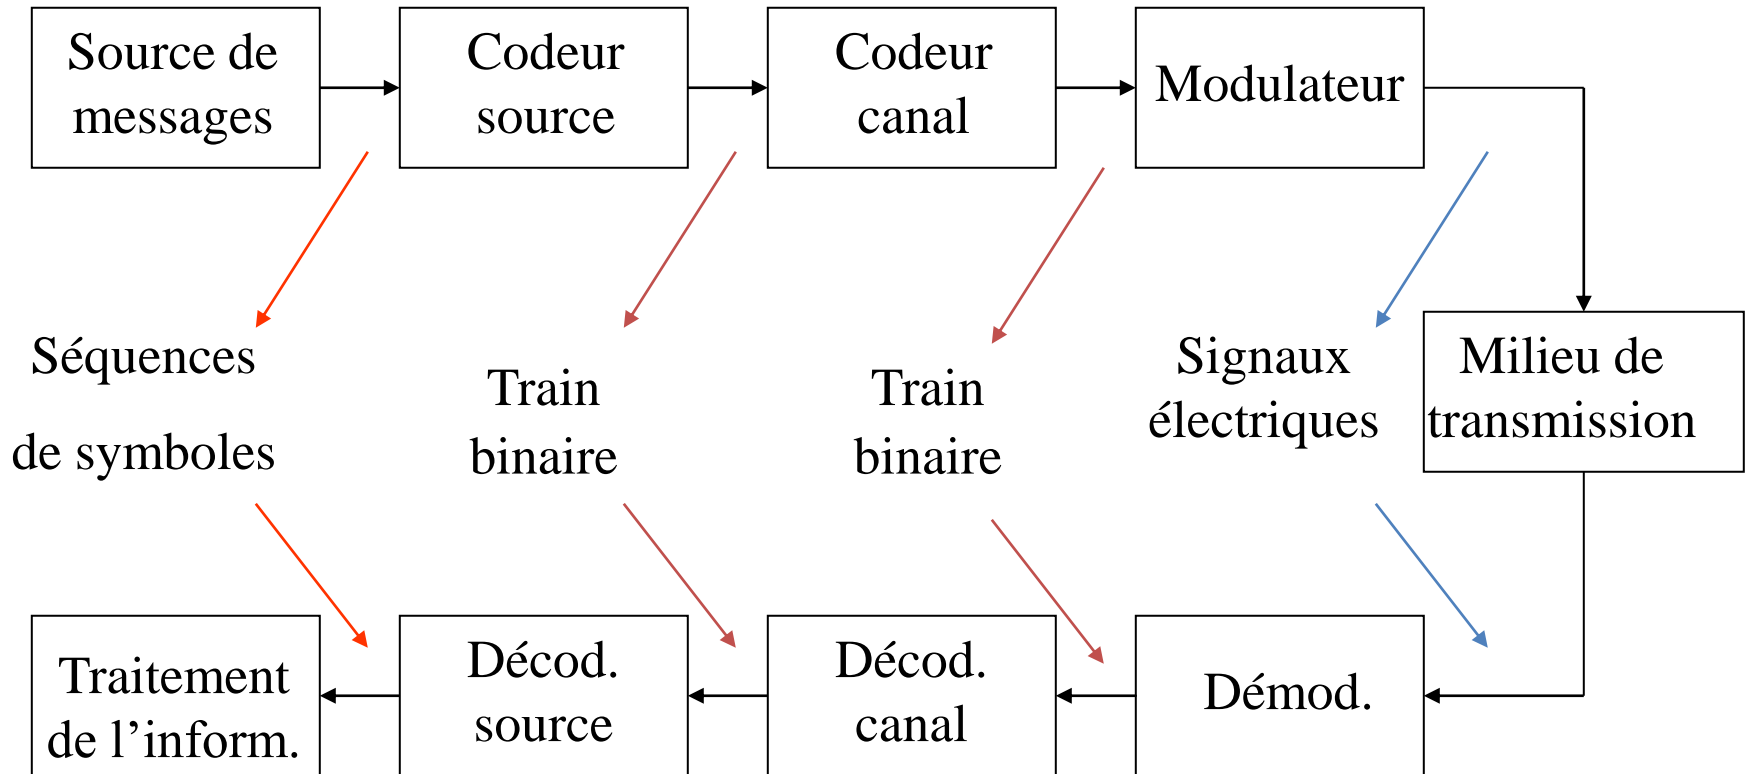 Source de
messages
Codeur
source
Codeur
canal
Modulateur
Séquences
de symboles
Train
binaire
Train
binaire
Signaux
électriques
Milieu de
transmission
Traitement
de l’inform.
Décod.
source
Décod.
canal
Démod.